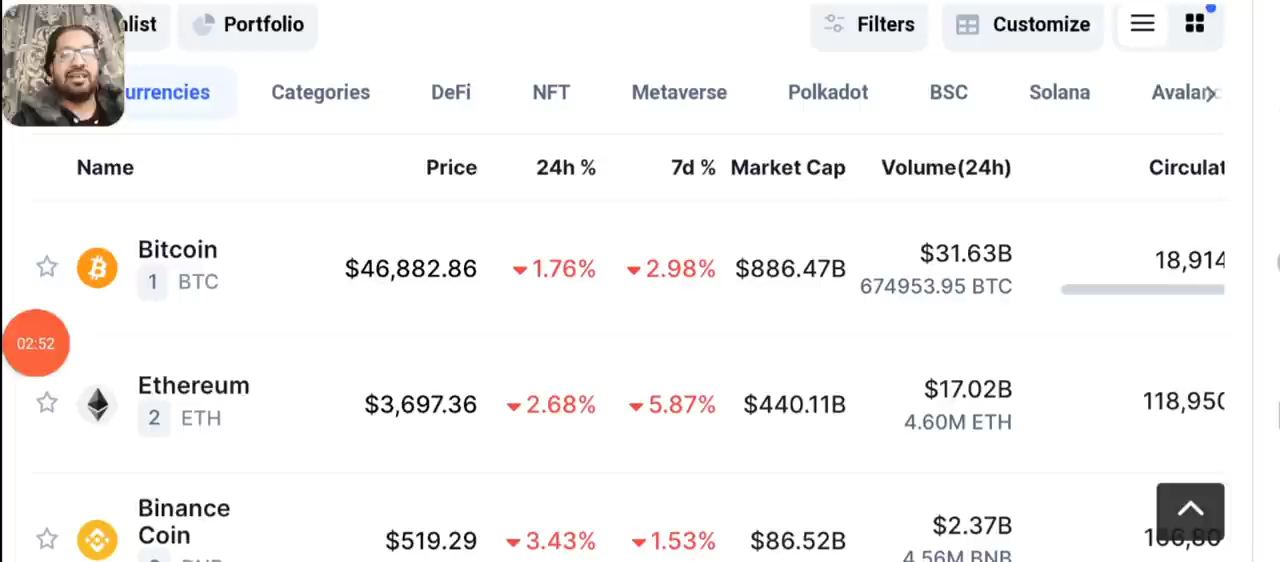 Portfolio
Filters
Customize
Categories DeFi NFT Metaverse Polkadot BSC Solana
Name Price 24h % 7d % Market Cap Volume(24h)
Bitcoin
1 BTC
$46,882.86 1.76% 2.98% $886.47B $31.63B 18,914
674953.95 BTC
02:52
Ethereum
2 ETH
$3,697.36 2.68% 5.87% $440.11B $17.02B 118,950
4.60M ETH
Binance
Coin
$519.29 3.43% 1.53% $86.52B $2.37B
4.56M BNB